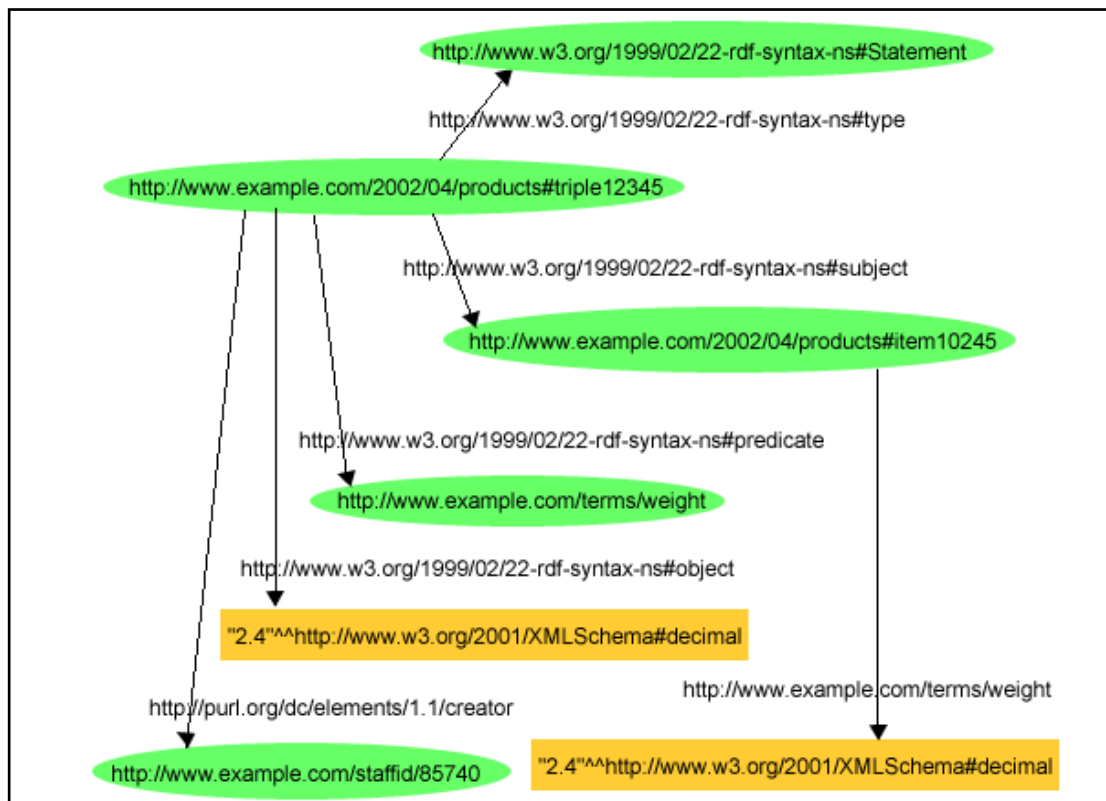 http://www.w3.org/1999/02/22-rdf-syntax-ns#Statement
http://www.w3.org/1999/02/22-rdf-syntax-ns#type
http://www.example.com/2002/04/products#triple12345
http://www.w3.org/1999/02/22-rdf-syntax-ns#subject
http://www.example.com/2002/04/products#item10245
http://www.w3.org/1999/02/22-rdf-syntax-ns#predicate
http://www.example.com/terms/weight
http://www.w3.org/1999/02/22-rdf-syntax-ns#object
"2.4"^^http://www.w3.org/2001/XMLSchema#decimal
http://www.example.com/terms/weight
http://purl.org/dc/elements/1.1/creator
"2.4"^^http://www.w3.org/2001/XMLSchema#decimal
http://www.example.com/staffid/85740